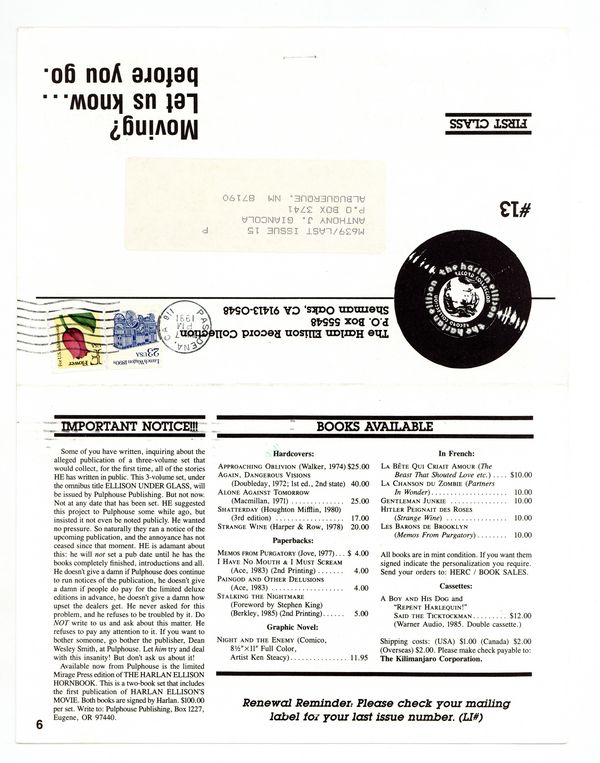 Moving?
Let us know...
before you go.
FIRST CLASS
#13
M639/LAST ISSUE 15 P
ANTHONY J. GIANCOLA
P.O BOX 3741
ALBUQUERQUE, NM 87190
The Harlan Ellison Record Collection
P.O. Box 55548
Sherman Oaks, CA 91413-0548
the harlan ellison
RECORD COLLECTION
PASADENA, CA 911
PM
1991
Lunch Wagon 1890s
23 USA
Flower
IMPORTANT NOTICE!!!
Some of you have written, inquiring about the
alleged publication of a three-volume set that
would collect, for the first time, all of the stories
HE has written in public. This 3-volume set, under
the omnibus title ELLISON UNDER GLASS, will
be issued by Pulphouse Publishing. But not now.
Not at any date that has been set. HE suggested
this project to Pulphouse some while ago, but
insisted it not even be noted publicly. He wanted
no pressure. So naturally they ran a notice of the
upcoming publication, and the annoyance has not
ceased since that moment. HE is adamant about
this: he will not set a pub date until he has the
books completely finished, introductions and all.
He doesn't give a damn if Pulphouse does continue
to run notices of the publication, he doesn't give
a damn if people do pay for the limited deluxe
editions in advance, he doesn't give a damn how
upset the dealers get. He never asked for this
problem, and he refuses to be troubled by it. Do
NOT write to us and ask about this matter. He
refuses to pay any attention to it. If you want to
bother someone, go bother the publisher, Dean
Wesley Smith, at Pulphouse. Let him try and deal
with this insanity! But don't ask us about it!
Available now from Pulphouse is the limited
Mirage Press edition of THE HARLAN ELLISON
HORNBOOK. This is a two-book set that includes
the first publication of HARLAN ELLISON'S
MOVIE. Both books are signed by Harlan. $100.00
per set. Write to: Pulphouse Publishing, Box 1227,
Eugene, OR 97440.
6
BOOKS AVAILABLE
Hardcovers:
APPROACHING OBLIVION (Walker, 1974) $25.00
AGAIN, DANGEROUS VISIONS
(Doubleday, 1972; 1st ed., 2nd state) 40.00
ALONE AGAINST TOMORROW
(Macmillan, 1971) .............. 25.00
SHATTERDAY (Houghton Mifflin, 1980)
(3rd edition) ................. 17.00
STRANGE WINE (Harper & Row, 1978) 20.00
Paperbacks:
MEMOS FROM PURGATORY (Jove, 1977)... $ 4.00
I HAVE NO MOUTH & I MUST SCREAM
(Ace, 1983) (2nd Printing) ....... 4.00
PAINGOD AND OTHER DELUSIONS
(Ace, 1983) ................... 4.00
STALKING THE NIGHTMARE
(Foreword by Stephen King)
(Berkley, 1985) (2nd Printing)...... 5.00
Graphic Novel:
NIGHT AND THE ENEMY (Comico,
8½"×11" Full Color,
Artist Ken Steacy)............... 11.95
In French:
LA BÊTE QUI CRIAIT AMOUR (The
Beast That Shouted Love etc.) .... $10.00
LA CHANSON DU ZOMBIE (Partners
In Wonder).................... 10.00
GENTLEMAN JUNKIE ................ 10.00
HITLER PEIGNAIT DES ROSES
(Strange Wine) ................. 10.00
LES BARONS DE BROOKLYN
(Memos From Purgatory)......... 10.00
All books are in mint condition. If you want them
signed indicate the personalization you require.
Send your orders to: HERC / BOOK SALES.
Cassettes:
A BOY AND HIS DOG and
"REPENT HARLEQUIN!"
SAID THE TICKTOCKMAN......... $12.00
(Warner Audio, 1985. Double cassette.)
Shipping costs: (USA) $1.00 (Canada) $2.00
(Overseas) $2.00. Please make check payable to:
The Kilimanjaro Corporation.
Renewal Reminder: Please check your mailing
label for your last issue number. (LI#)